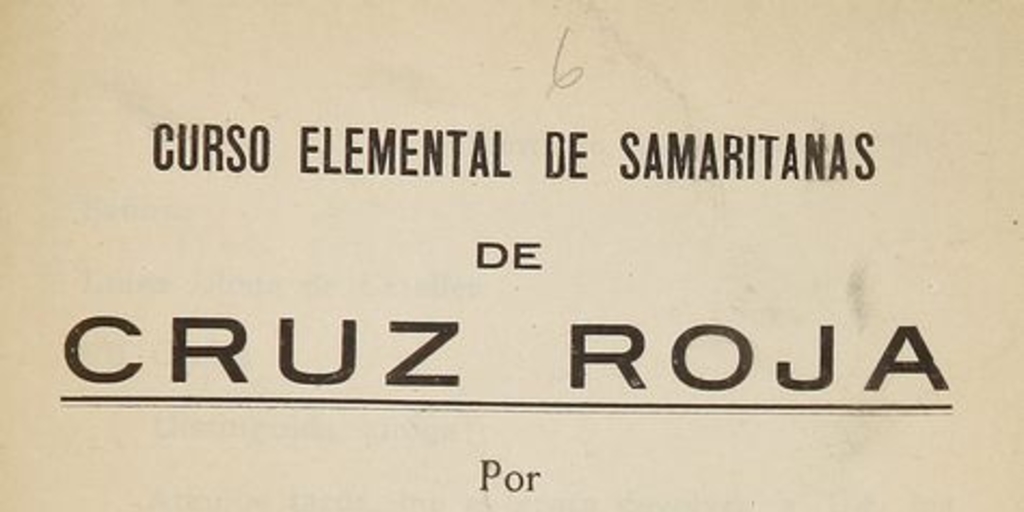 6
CURSO ELEMENTAL DE SAMARITANAS
DE
CRUZ ROJA
Por